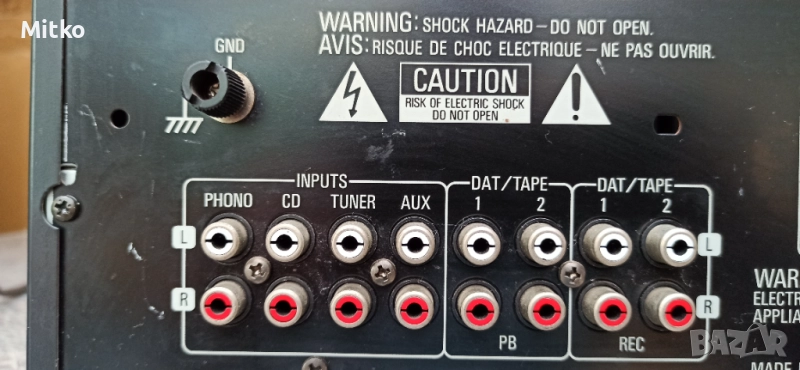 Mitko
WARNING: SHOCK HAZARD – DO NOT OPEN.
AVIS: RISQUE DE CHOC ELECTRIQUE – NE PAS OUVRIR.
GND
CAUTION
RISK OF ELECTRIC SHOCK
DO NOT OPEN
INPUTS DAT/TAPE DAT/TAPE
PHONO CD TUNER AUX 1 2 1 2
L L
R R
PB REC
WAR
ELECTR
APPLIA
MADE
BAZAR